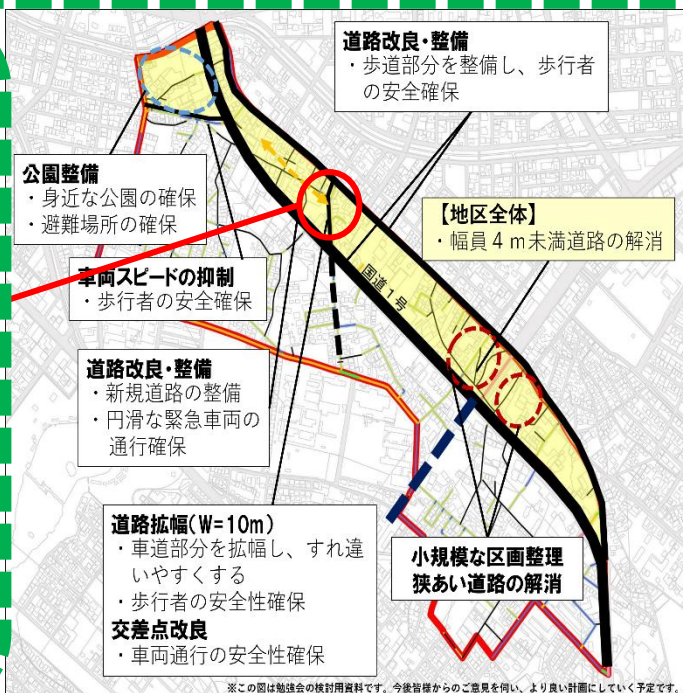 道路改良・整備
・歩道部分を整備し、歩行者
の安全確保
公園整備
・身近な公園の確保
・避難場所の確保
【地区全体】
・幅員４ｍ未満道路の解消
車両スピードの抑制
・歩行者の安全確保
国道１号
道路改良・整備
・新規道路の整備
・円滑な緊急車両の
通行確保
道路拡幅(W=10m)
・車道部分を拡幅し、すれ違
いやすくする
・歩行者の安全性確保
交差点改良
・車両通行の安全性確保
小規模な区画整理
狭あい道路の解消
※この図は勉強会の検討用資料です。今後皆様からのご意見を伺い、より良い計画にしていく予定です。